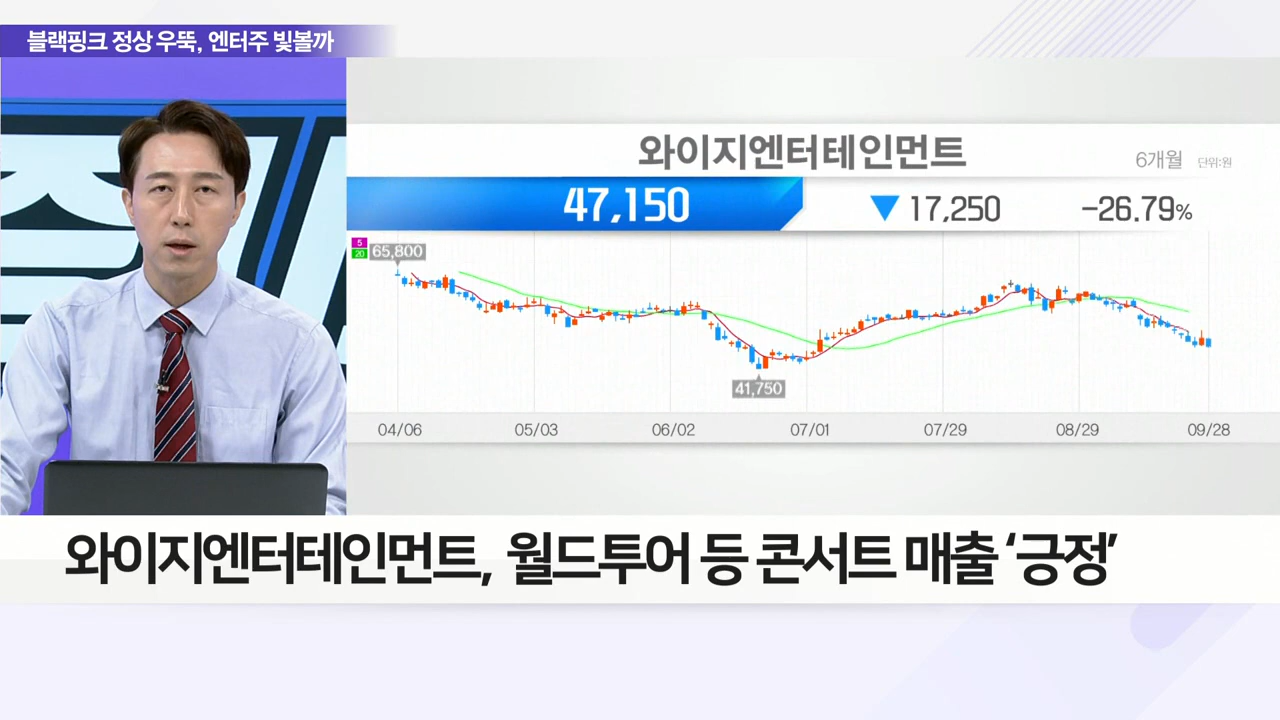 블랙핑크 정상 우뚝, 엔터주 빛볼까
와이지엔터테인먼트
6개월 단위:원
47,150 ▼ 17,250 -26.79%
5
20
65,800
41,750
04/06 05/03 06/02 07/01 07/29 08/29 09/28
와이지엔터테인먼트, 월드투어 등 콘서트 매출 ‘긍정’